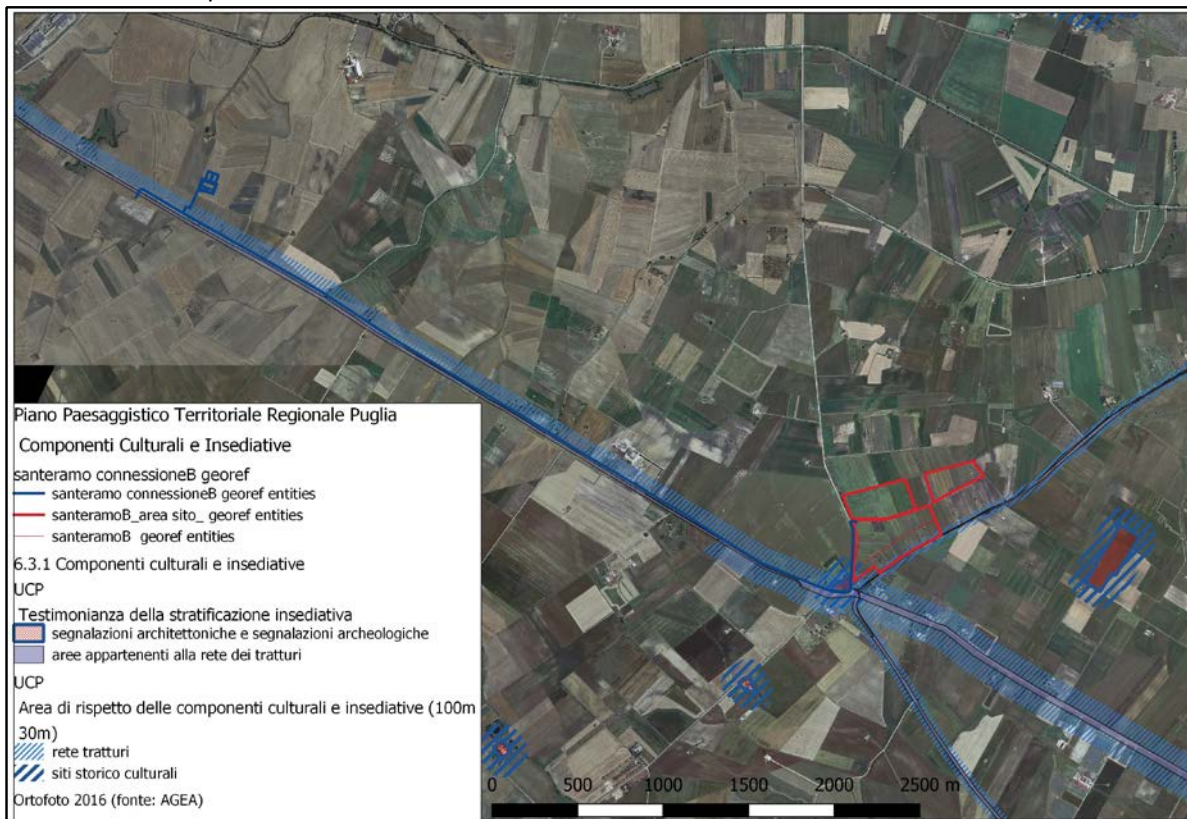 Piano Paesaggistico Territoriale Regionale Puglia
Componenti Culturali e Insediative
santeramo connessioneB georef
santeramo connessioneB georef entities
santeramoB_area sito_ georef entities
santeramoB georef entities
6.3.1 Componenti culturali e insediative
UCP
Testimonianza della stratificazione insediativa
segnalazioni architettoniche e segnalazioni archeologiche
aree appartenenti alla rete dei tratturi
UCP
Area di rispetto delle componenti culturali e insediative (100m
30m)
rete tratturi
siti storico culturali
Ortofoto 2016 (fonte: AGEA)
0 500 1000 1500 2000 2500 m